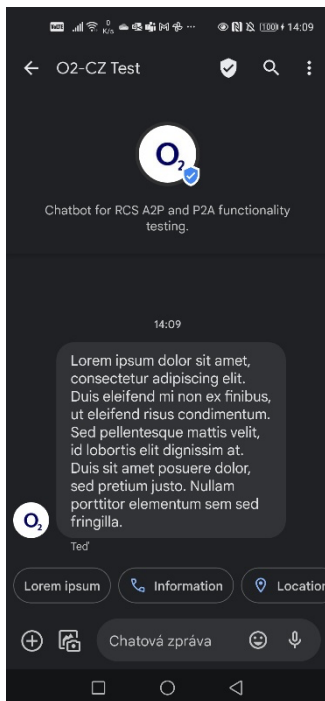 VoLTE 0 K/s 100 14:09
O2-CZ Test
O2
Chatbot for RCS A2P and P2A functionality
testing.
14:09
Lorem ipsum dolor sit amet,
consectetur adipiscing elit.
Duis eleifend mi non ex finibus,
ut eleifend risus condimentum.
Sed pellentesque mattis velit,
id lobortis elit dignissim at.
Duis sit amet posuere dolor,
sed pretium justo. Nullam
porttitor elementum sem sed
fringilla.
O2
Teď
Lorem ipsum Information Location
Chatová zpráva